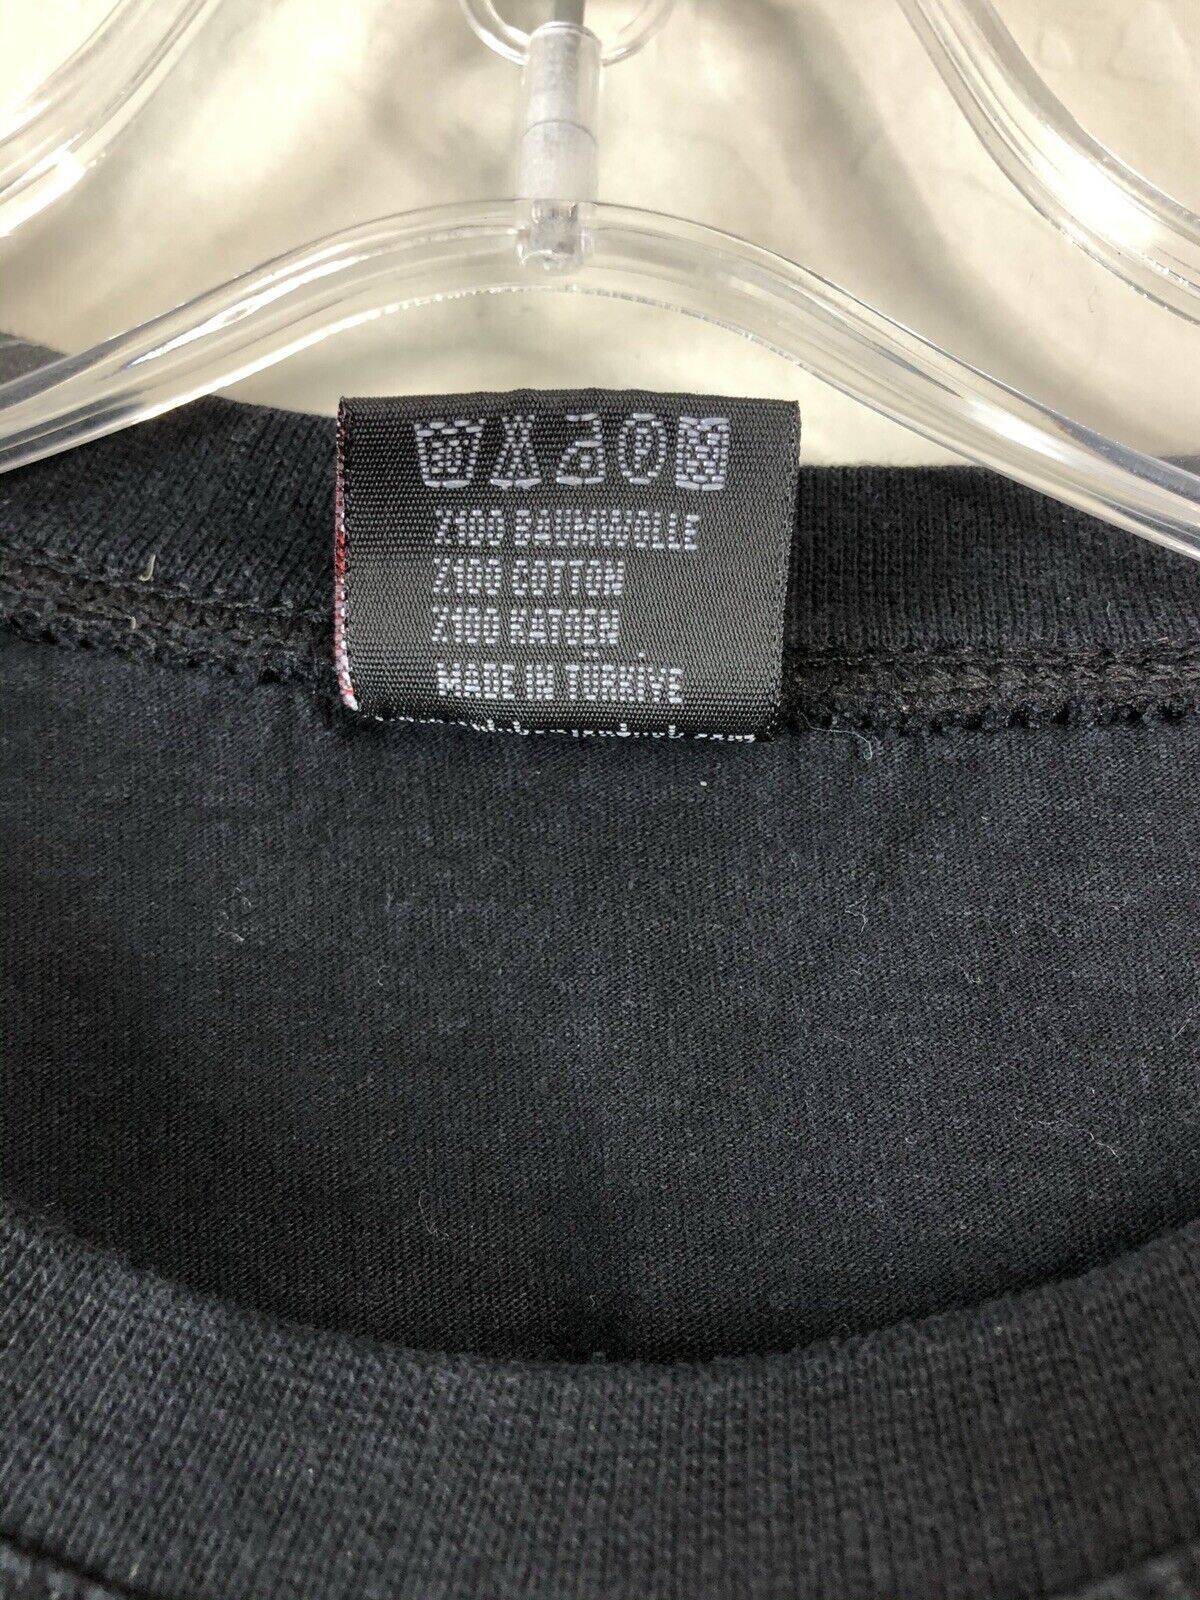 %100 BAUMWOLLE
%100 COTTON
%100 KATOEN
MADE IN TÜRKIYE